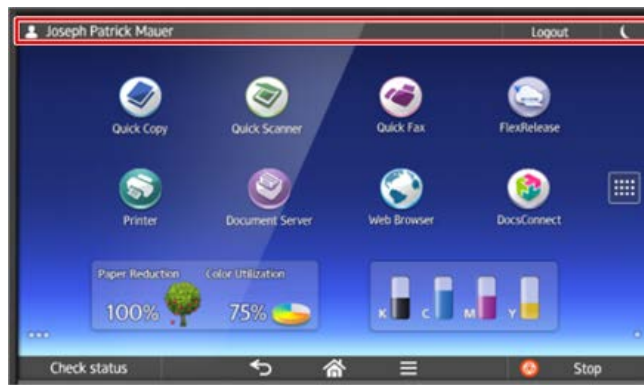 Joseph Patrick Mauer Logout
Quick Copy Quick Scanner Quick Fax FlexRelease
Printer Document Server Web Browser DocsConnect
Paper Reduction Color Utilization
100% 75%
K C M Y
Check status Stop